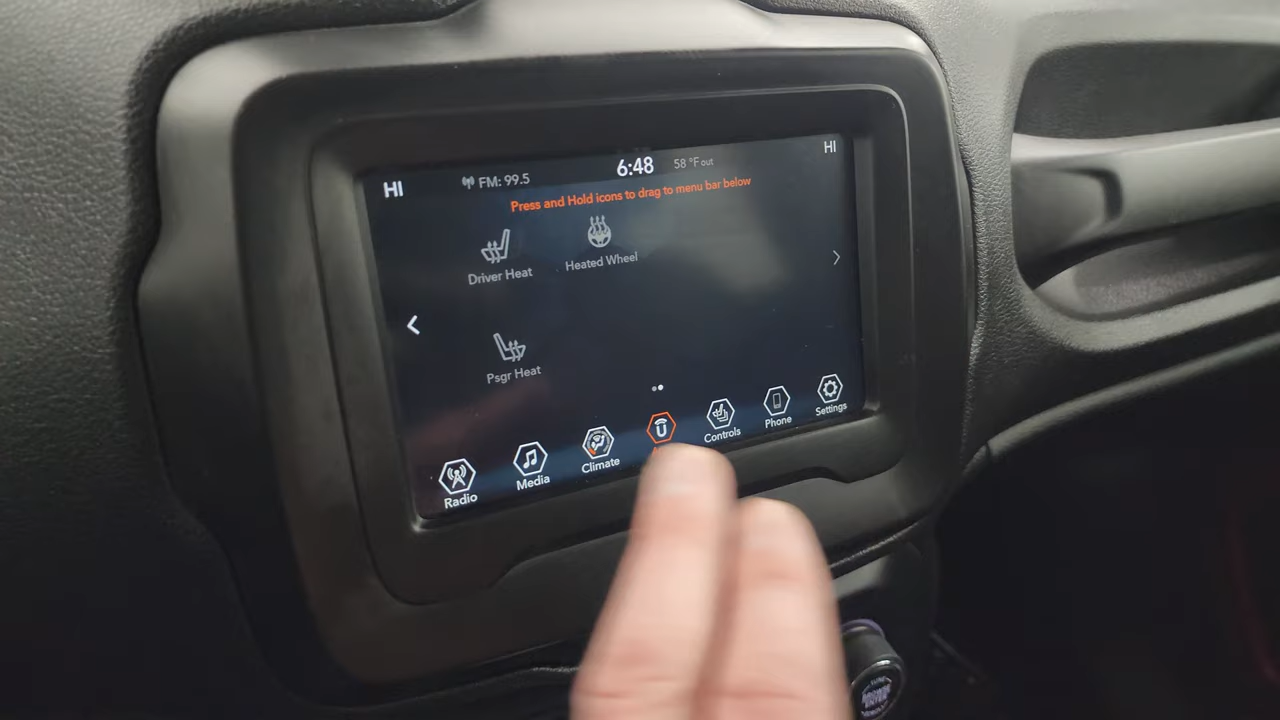 HI
FM: 99.5
6:48
58 °F out
HI
Press and Hold icons to drag to menu bar below
Driver Heat
Heated Wheel
Psgr Heat
Radio
Media
Climate
Controls
Phone
Settings